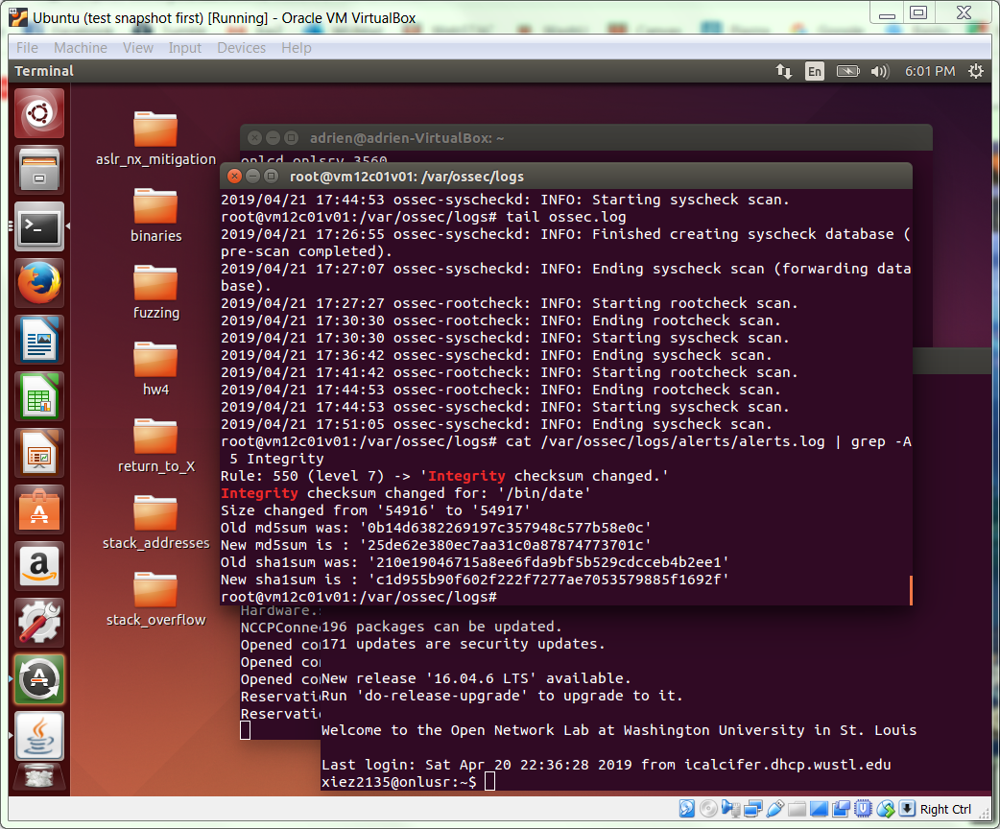 Ubuntu (test snapshot first) [Running] - Oracle VM VirtualBox
File Machine View Input Devices Help
Terminal
En
6:01 PM
aslr_nx_mitigation
binaries
fuzzing
hw4
return_to_X
stack_addresses
stack_overflow
adrien@adrien-VirtualBox: ~
onlcd onlsrv 3560
root@vm12c01v01: /var/ossec/logs
2019/04/21 17:44:53 ossec-syscheckd: INFO: Starting syscheck scan.
root@vm12c01v01:/var/ossec/logs# tail ossec.log
2019/04/21 17:26:55 ossec-syscheckd: INFO: Finished creating syscheck database (
pre-scan completed).
2019/04/21 17:27:07 ossec-syscheckd: INFO: Ending syscheck scan (forwarding data
base).
2019/04/21 17:27:27 ossec-rootcheck: INFO: Starting rootcheck scan.
2019/04/21 17:30:30 ossec-rootcheck: INFO: Ending rootcheck scan.
2019/04/21 17:30:30 ossec-syscheckd: INFO: Starting syscheck scan.
2019/04/21 17:36:42 ossec-syscheckd: INFO: Ending syscheck scan.
2019/04/21 17:41:42 ossec-rootcheck: INFO: Starting rootcheck scan.
2019/04/21 17:44:53 ossec-rootcheck: INFO: Ending rootcheck scan.
2019/04/21 17:44:53 ossec-syscheckd: INFO: Starting syscheck scan.
2019/04/21 17:51:05 ossec-syscheckd: INFO: Ending syscheck scan.
root@vm12c01v01:/var/ossec/logs# cat /var/ossec/logs/alerts/alerts.log | grep -A
 5 Integrity
Rule: 550 (level 7) -> 'Integrity checksum changed.'
Integrity checksum changed for: '/bin/date'
Size changed from '54916' to '54917'
Old md5sum was: '0b14d6382269197c357948c577b58e0c'
New md5sum is : '25de62e380ec7aa31c0a87874773701c'
Old sha1sum was: '210e19046715a8ee6fda9bf5b529cdcceb4b2ee1'
New sha1sum is : 'c1d955b90f602f222f7277ae7053579885f1692f'
root@vm12c01v01:/var/ossec/logs#
Hardware.
NCCPConne
Opened co
Opened co
Opened co
Reservati
Reservati
196 packages can be updated.
171 updates are security updates.
New release '16.04.6 LTS' available.
Run 'do-release-upgrade' to upgrade to it.
Welcome to the Open Network Lab at Washington University in St. Louis
Last login: Sat Apr 20 22:36:28 2019 from icalcifer.dhcp.wustl.edu
xiez2135@onlusr:~$
Right Ctrl